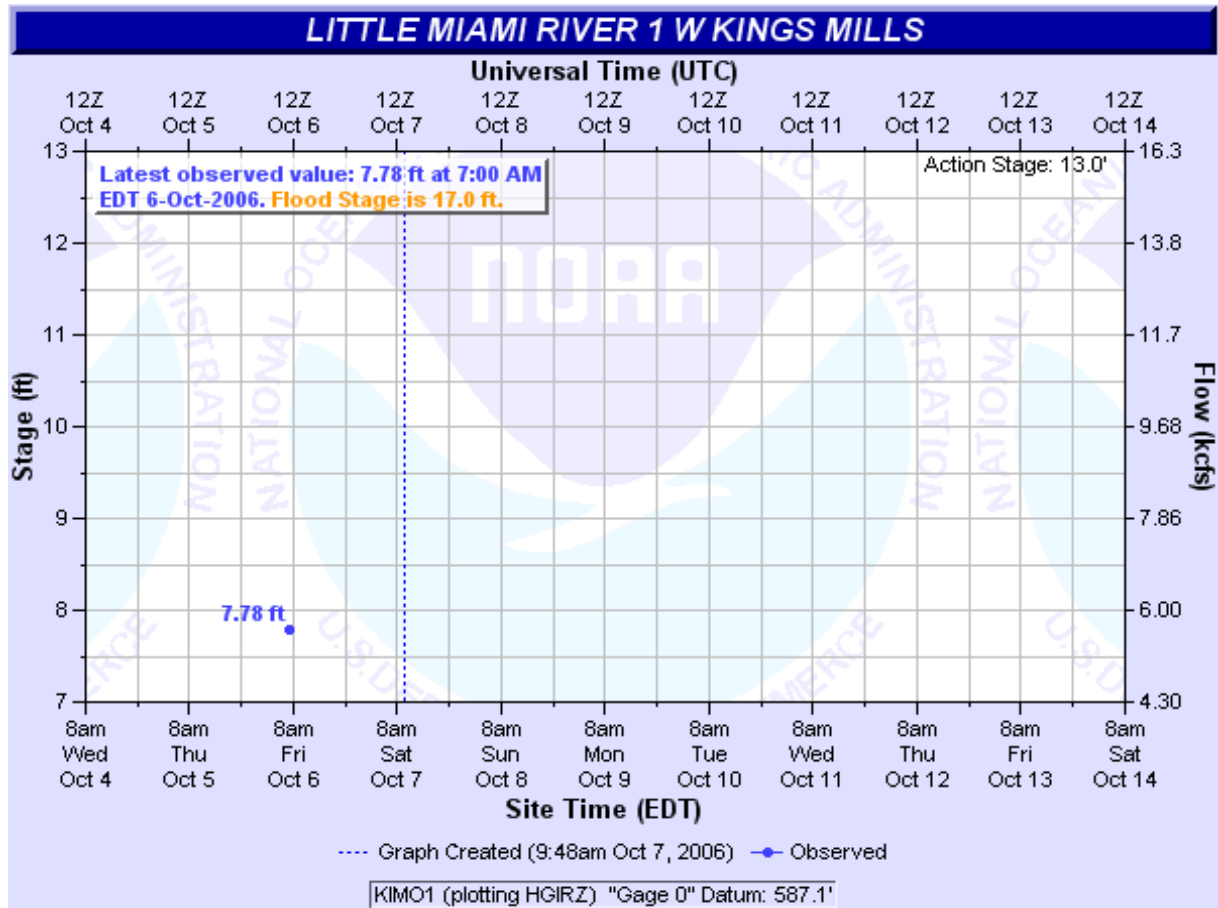 LITTLE MIAMI RIVER 1 W KINGS MILLS
Universal Time (UTC)
12Z 12Z 12Z 12Z 12Z 12Z 12Z 12Z 12Z 12Z 12Z
Oct 4 Oct 5 Oct 6 Oct 7 Oct 8 Oct 9 Oct 10 Oct 11 Oct 12 Oct 13 Oct 14
Latest observed value: 7.78 ft at 7:00 AM
EDT 6-Oct-2006. Flood Stage is 17.0 ft.
Action Stage: 13.0'
Stage (ft)
13
12
11
10
9
8
7
7.78 ft
16.3
13.8
11.7
9.68
7.86
6.00
4.30
Flow (kcfs)
NOAA
NATIONAL OCEANIC
ADMINISTRATION
U.S. DEP
MERCE
8am 8am 8am 8am 8am 8am 8am 8am 8am 8am 8am
Wed Thu Fri Sat Sun Mon Tue Wed Thu Fri Sat
Oct 4 Oct 5 Oct 6 Oct 7 Oct 8 Oct 9 Oct 10 Oct 11 Oct 12 Oct 13 Oct 14
Site Time (EDT)
Graph Created (9:48am Oct 7, 2006) Observed
KIMO1 (plotting HGIRZ) "Gage 0" Datum: 587.1'